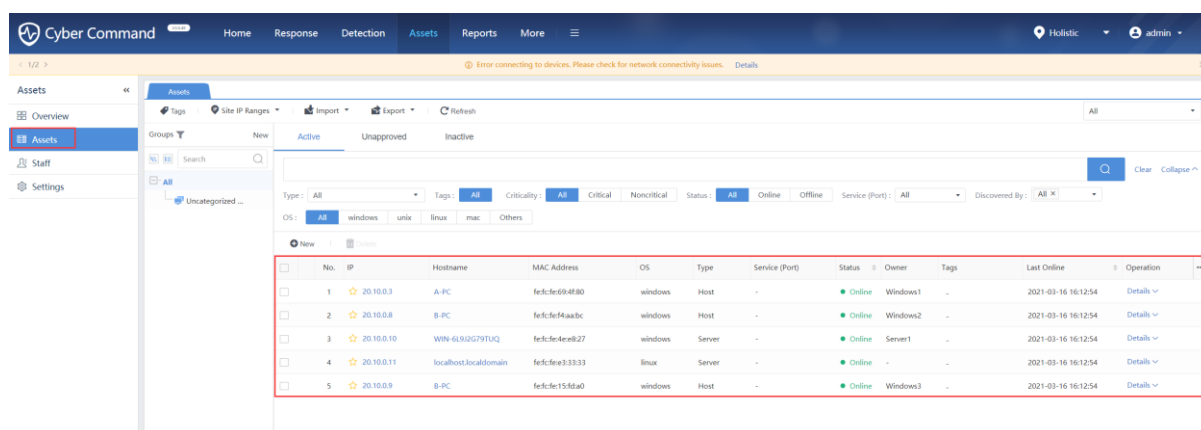 Cyber Command
Home Response Detection Assets Reports More Holistic admin
1/2 Error connecting to devices. Please check for network connectivity issues. Details
Assets
Overview
Assets
Staff
Settings
Assets
Tags Site IP Ranges Import Export Refresh All
Groups New
Search
All
Uncategorized ...
Active Unapproved Inactive
Clear Collapse
Type : All Tags : All Criticality : All Critical Noncritical Status : All Online Offline Service (Port) : All Discovered By : All ×
OS : All windows unix linux mac Others
New Delete
No. IP Hostname MAC Address OS Type Service (Port) Status Owner Tags Last Online Operation
1 20.10.0.3 A-PC fe:fc:fe:69:4f:80 windows Host - Online Windows1 - 2021-03-16 16:12:54 Details
2 20.10.0.8 B-PC fe:fc:fe:f4:aa:bc windows Host - Online Windows2 - 2021-03-16 16:12:54 Details
3 20.10.0.10 WIN-6L9J2G79TUQ fe:fc:fe:4e:e8:27 windows Server - Online Server1 - 2021-03-16 16:12:54 Details
4 20.10.0.11 localhost.localdomain fe:fc:fe:e3:33:33 linux Server - Online - - 2021-03-16 16:12:54 Details
5 20.10.0.9 B-PC fe:fc:fe:15:fd:a0 windows Host - Online Windows3 - 2021-03-16 16:12:54 Details